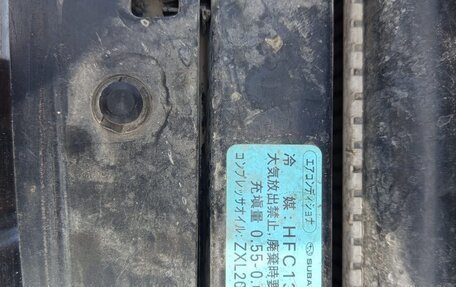 エアコンディショナ SUBA
冷媒:HFC13
大気放出禁止,廃棄時要
充填量 0.55-0.
コンプレッサオイル:ZXL20